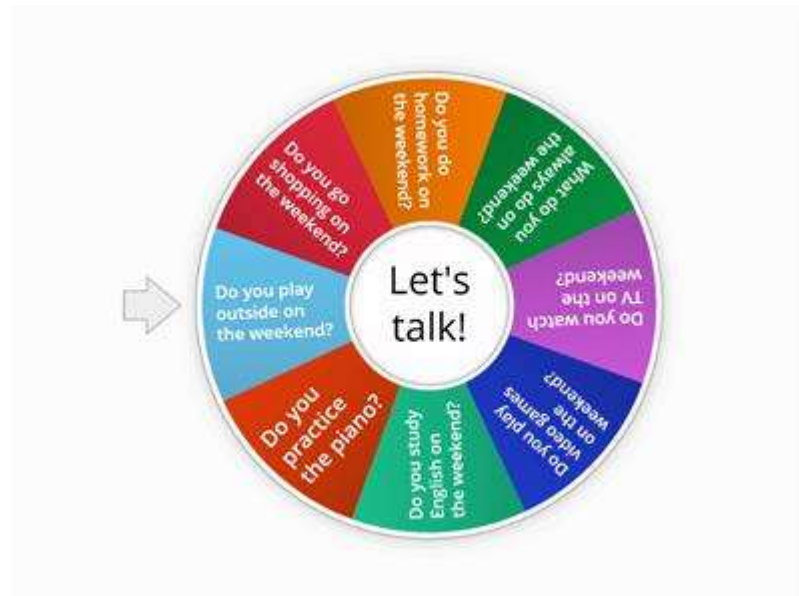 Do you do
homework on
the weekend?
What do you
always do on
the weekend?
Do you watch
TV on the
weekend?
Do you play
video games
on the
weekend?
Do you study
English on
the weekend?
Do you
practice
the piano?
Do you play
outside on
the weekend?
Do you go
shopping on
the weekend?
Let's
talk!